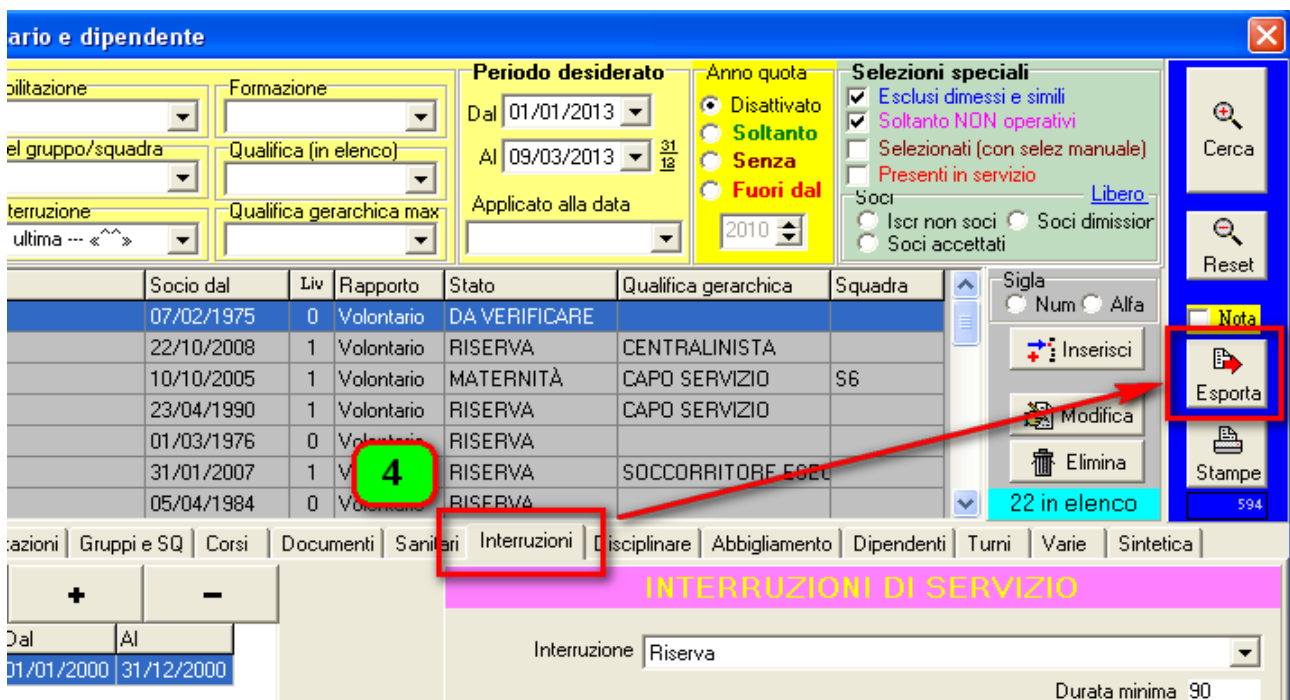 ario e dipendente
bilitazione
Formazione
el gruppo/squadra
Qualifica (in elenco)
terruzione
ultima --- «^^»
Qualifica gerarchica max
Periodo desiderato
Dal 01/01/2013
Al 09/03/2013 31 12
Applicato alla data
Anno quota
Disattivato
Soltanto
Senza
Fuori dal
2010
Selezioni speciali
Esclusi dimessi e simili
Soltanto NON operativi
Selezionati (con selez manuale)
Presenti in servizio
Soci Libero
Iscr non soci Soci dimissior
Soci accettati
Cerca
Reset
Nota
Esporta
Stampe
594
Socio dal Liv Rapporto Stato Qualifica gerarchica Squadra
07/02/1975 0 Volontario DA VERIFICARE
22/10/2008 1 Volontario RISERVA CENTRALINISTA
10/10/2005 1 Volontario MATERNITÀ CAPO SERVIZIO S6
23/04/1990 1 Volontario RISERVA CAPO SERVIZIO
01/03/1976 0 Volontario RISERVA
31/01/2007 1 V RISERVA SOCCORRITORE ESEC
05/04/1984 0 Volontario RISERVA
4
Sigla
Num Alfa
Inserisci
Modifica
Elimina
22 in elenco
tazioni Gruppi e SQ Corsi Documenti Sanitari Interruzioni Disciplinare Abbigliamento Dipendenti Turni Varie Sintetica
+ −
Dal Al
01/01/2000 31/12/2000
INTERRUZIONI DI SERVIZIO
Interruzione Riserva
Durata minima 90